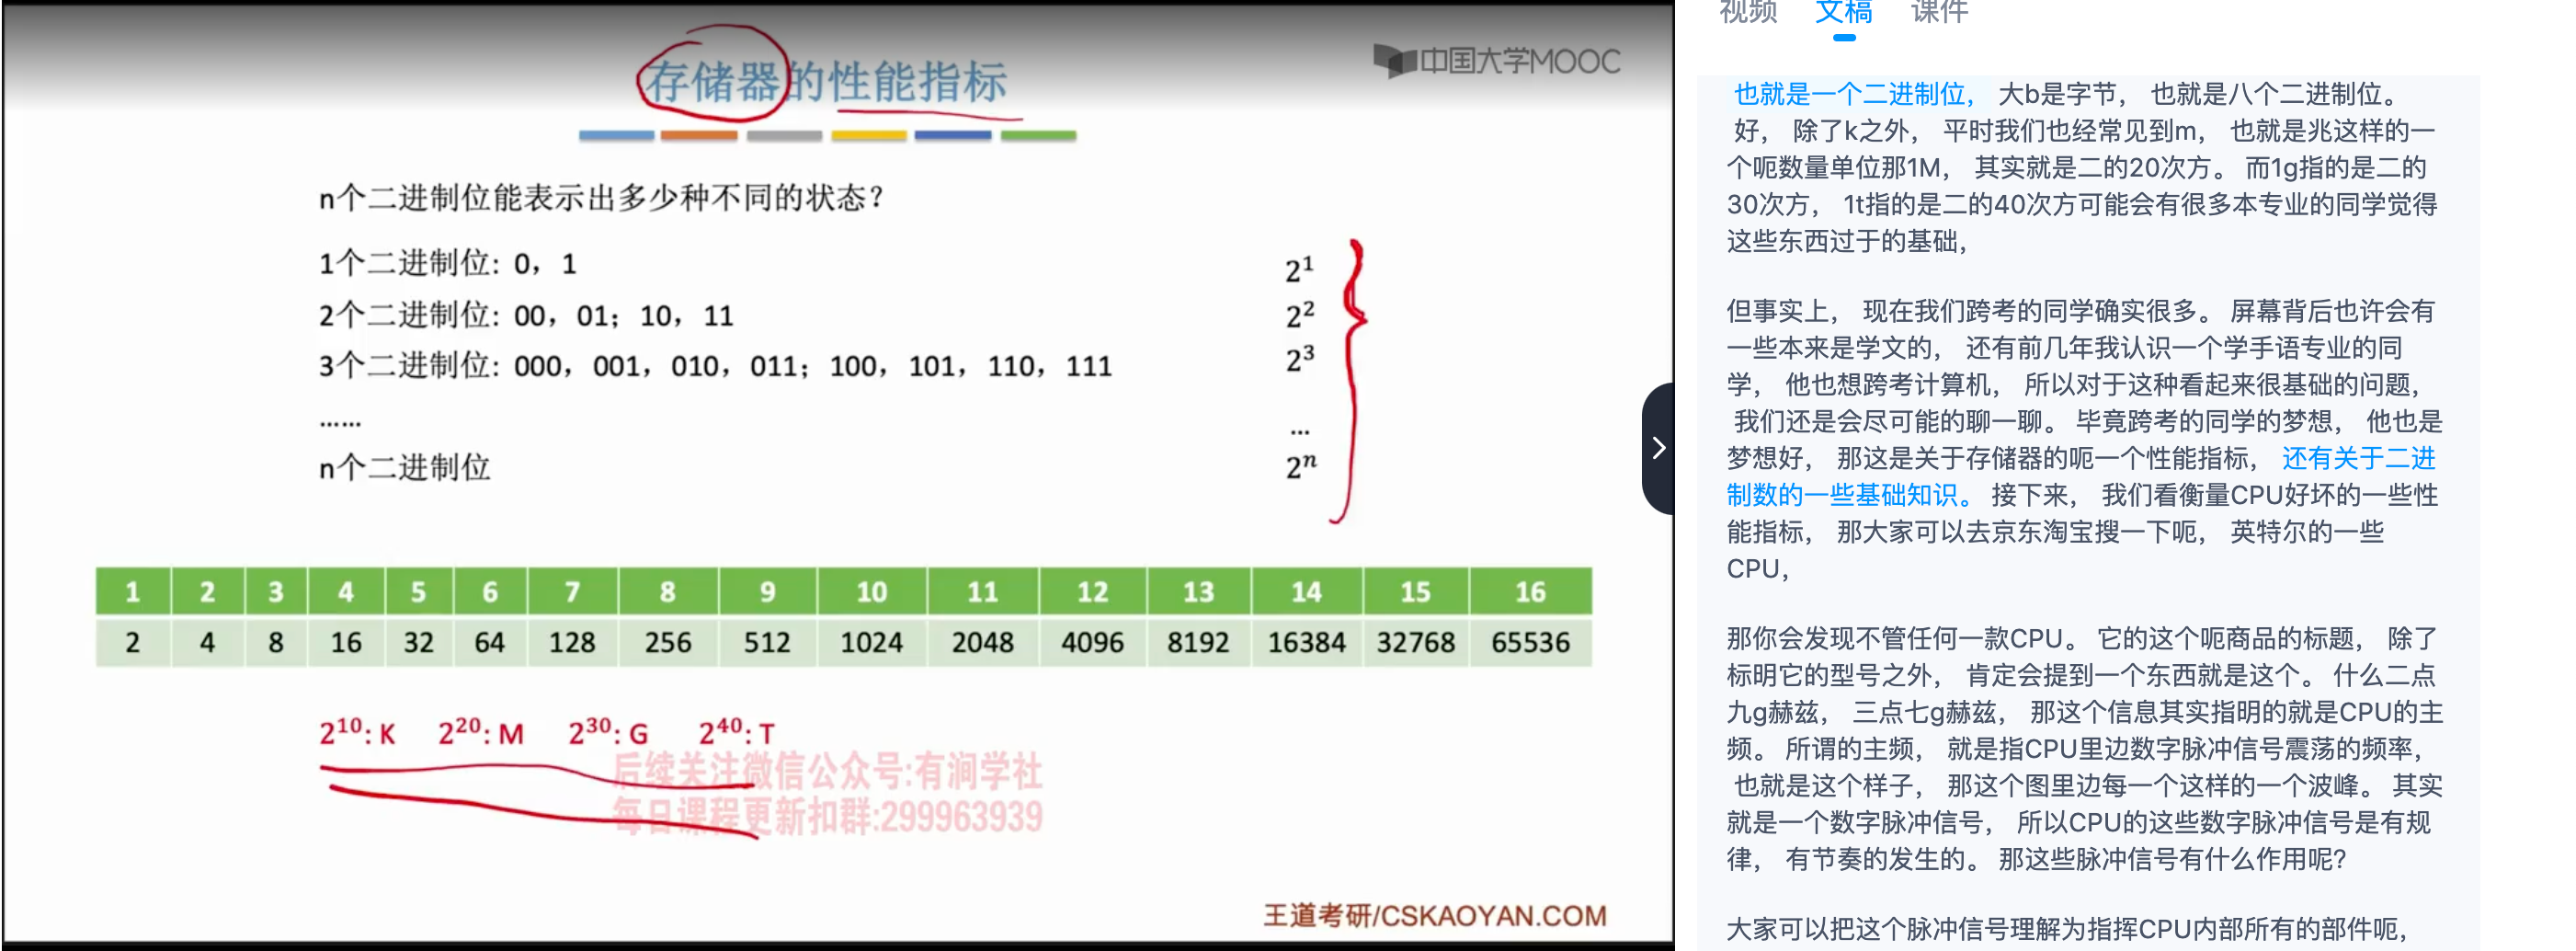 存储器的性能指标
中国大学MOOC
n个二进制位能表示出多少种不同的状态?
1个二进制位: 0，1
2^1
2个二进制位: 00，01；10，11
2^2
3个二进制位: 000，001，010，011；100，101，110，111
2^3
......
...
n个二进制位
2^n
1 2 3 4 5 6 7 8 9 10 11 12 13 14 15 16
2 4 8 16 32 64 128 256 512 1024 2048 4096 8192 16384 32768 65536
2^10: K 2^20: M 2^30: G 2^40: T
后续关注微信公众号:有涧学社
每日课程更新扣群:299963939
王道考研/CSKAOYAN.COM
视频 文稿 课件
也就是一个二进制位， 大b是字节， 也就是八个二进制位。
好， 除了k之外， 平时我们也经常见到m， 也就是兆这样的一
个呃数量单位那1M， 其实就是二的20次方。 而1g指的是二的
30次方， 1t指的是二的40次方可能会有很多本专业的同学觉得
这些东西过于的基础，
但事实上， 现在我们跨考的同学确实很多。 屏幕背后也许会有
一些本来是学文的， 还有前几年我认识一个学手语专业的同
学， 他也想跨考计算机， 所以对于这种看起来很基础的问题，
我们还是会尽可能的聊一聊。 毕竟跨考的同学的梦想， 他也是
梦想好， 那这是关于存储器的呃一个性能指标， 还有关于二进
制数的一些基础知识。 接下来， 我们看衡量CPU好坏的一些性
能指标， 那大家可以去京东淘宝搜一下呃， 英特尔的一些
CPU，
那你会发现不管任何一款CPU。 它的这个呃商品的标题， 除了
标明它的型号之外， 肯定会提到一个东西就是这个。 什么二点
九g赫兹， 三点七g赫兹， 那这个信息其实指明的就是CPU的主
频。 所谓的主频， 就是指CPU里边数字脉冲信号震荡的频率，
也就是这个样子， 那这个图里边每一个这样的一个波峰。 其实
就是一个数字脉冲信号， 所以CPU的这些数字脉冲信号是有规
律， 有节奏的发生的。 那这些脉冲信号有什么作用呢?
大家可以把这个脉冲信号理解为指挥CPU内部所有的部件呃，